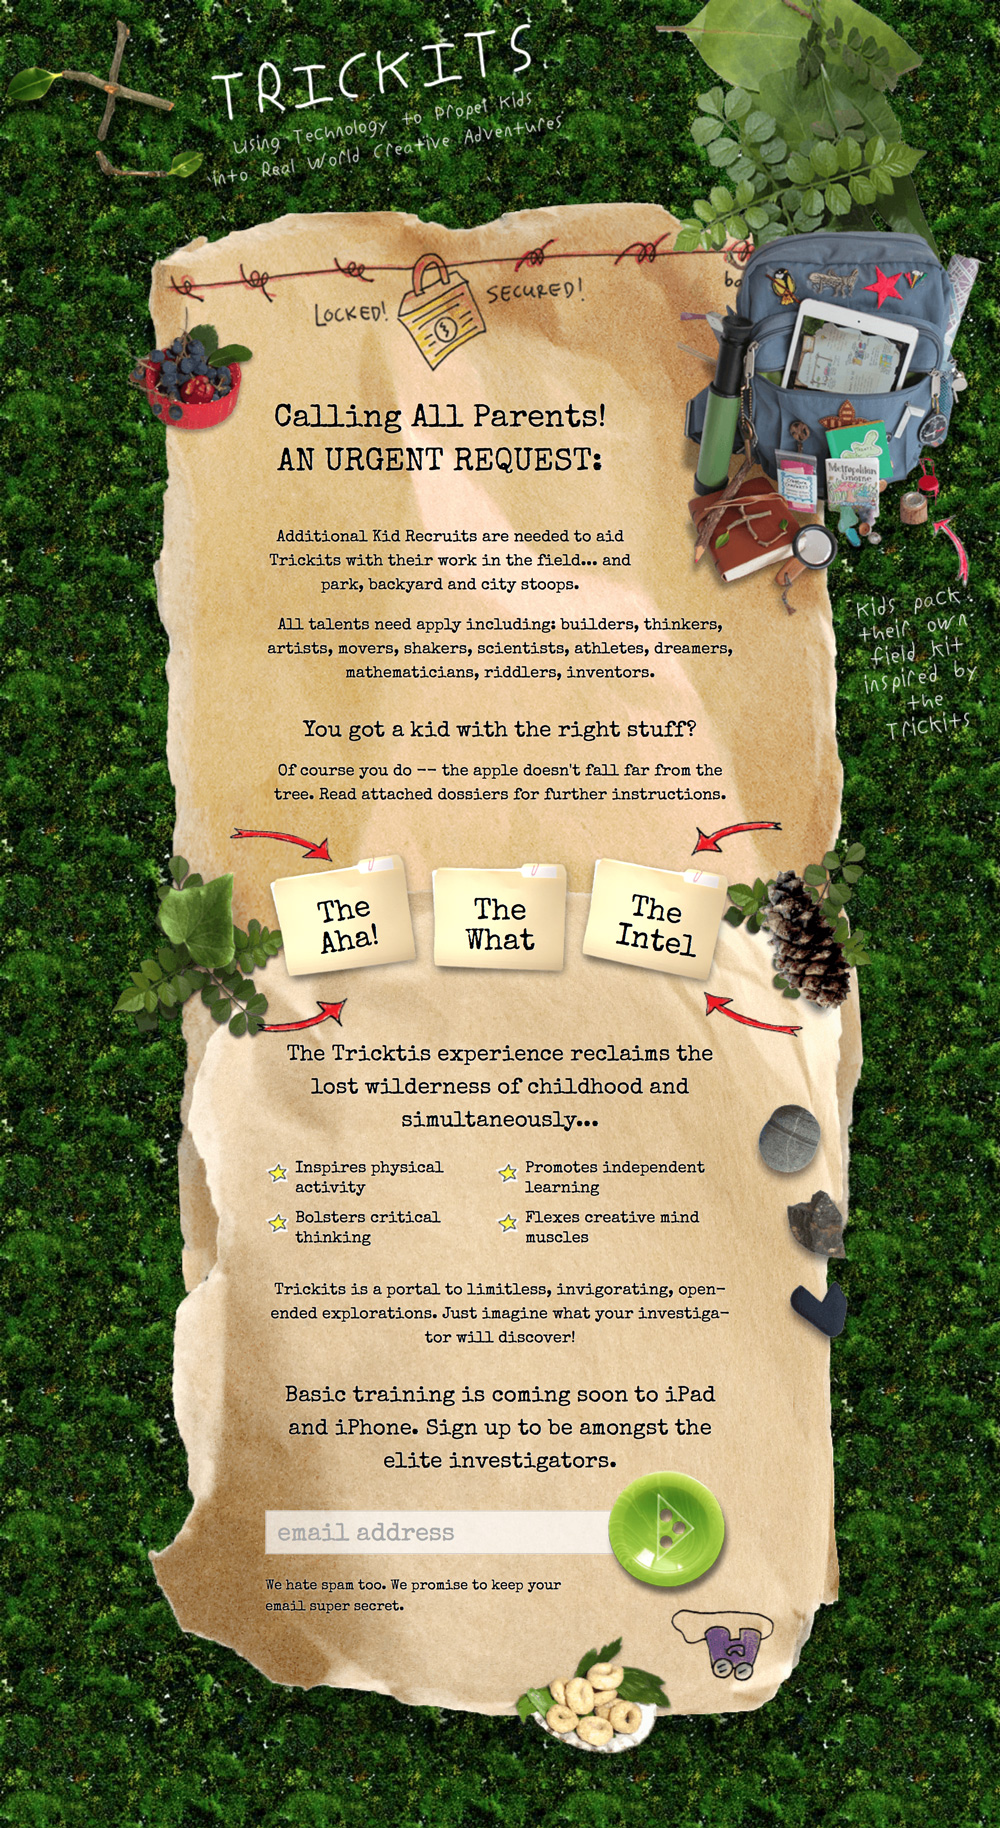 TRICKITS
Using Technology to Propel Kids
into Real World Creative Adventures
LOCKED!
SECURED!
Calling All Parents!
AN URGENT REQUEST:
Additional Kid Recruits are needed to aid
Trickits with their work in the field... and
park, backyard and city stoops.
All talents need apply including: builders, thinkers,
artists, movers, shakers, scientists, athletes, dreamers,
mathematicians, riddlers, inventors.
Metropolitan
Gnome
Kids pack
their own
field kit
inspired by
the
Trickits
You got a kid with the right stuff?
Of course you do -- the apple doesn't fall far from the
tree. Read attached dossiers for further instructions.
The
Aha!
The
What
The
Intel
The Tricktis experience reclaims the
lost wilderness of childhood and
simultaneously...
Inspires physical
activity
Promotes independent
learning
Bolsters critical
thinking
Flexes creative mind
muscles
Trickits is a portal to limitless, invigorating, open-
ended explorations. Just imagine what your investiga-
tor will discover!
Basic training is coming soon to iPad
and iPhone. Sign up to be amongst the
elite investigators.
email address
We hate spam too. We promise to keep your
email super secret.